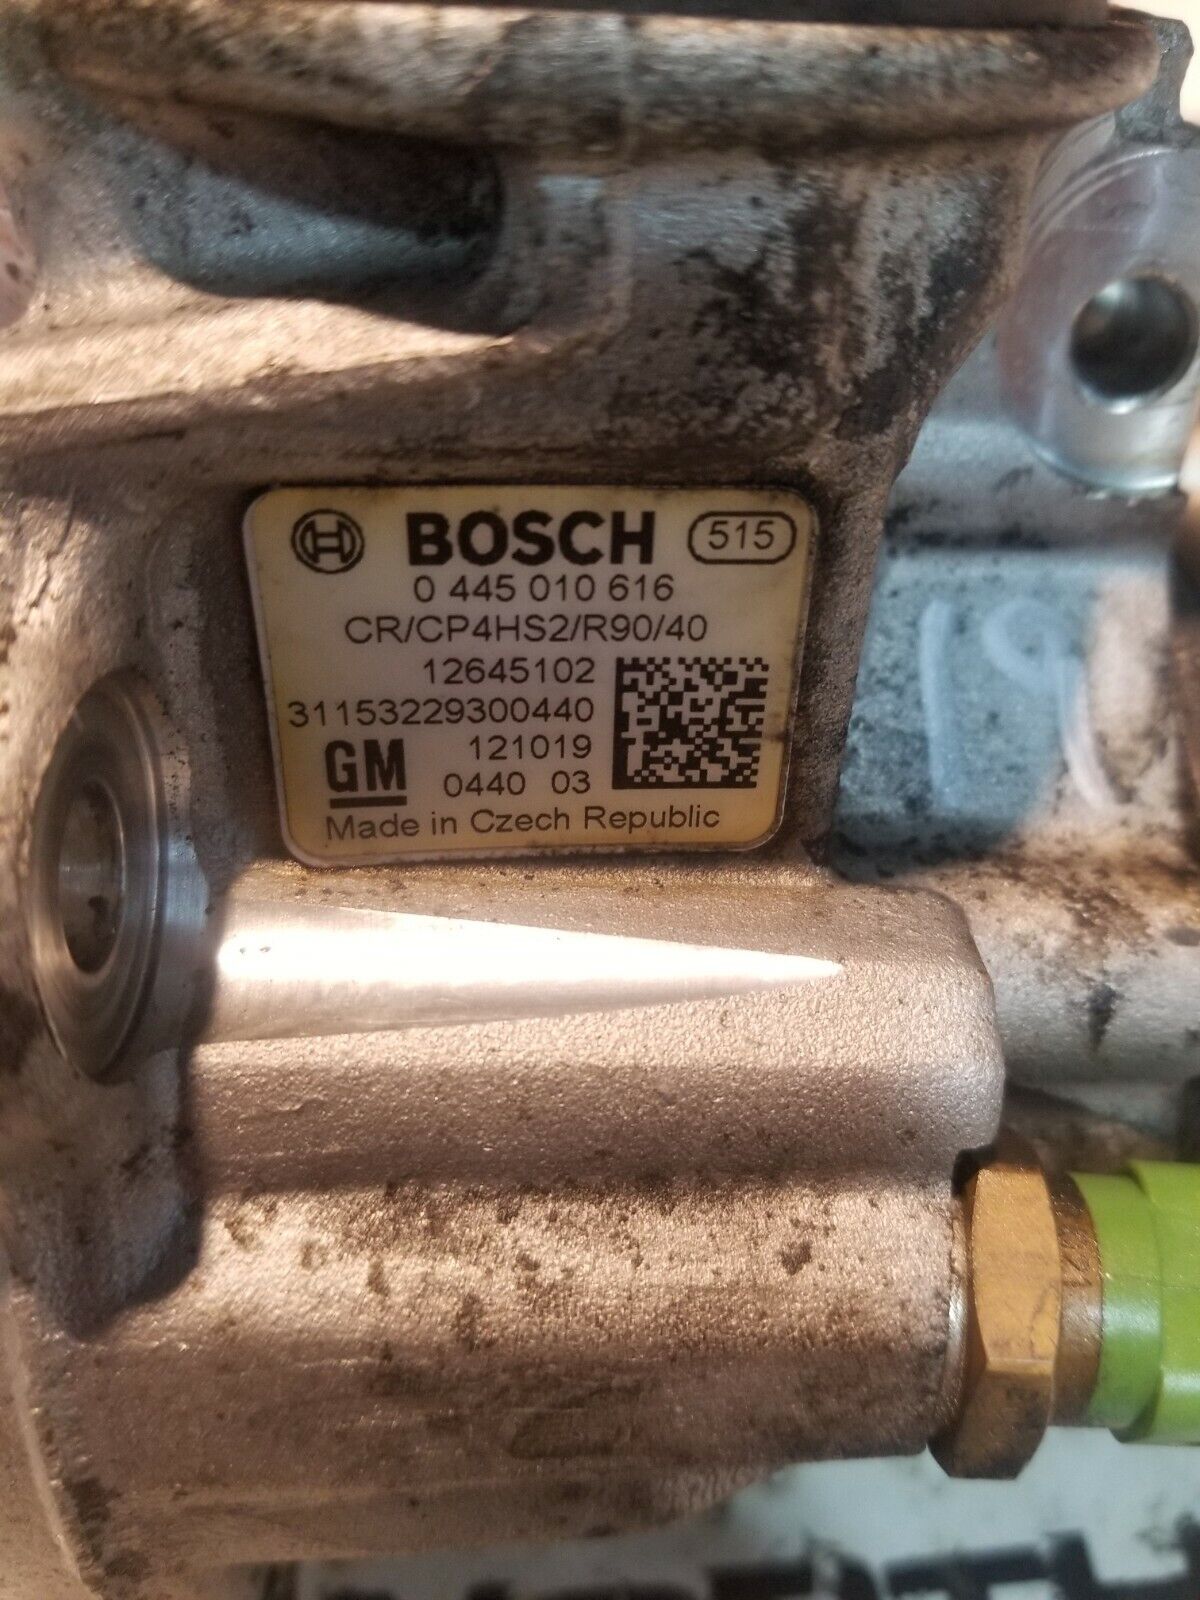 BOSCH 515
0 445 010 616
CR/CP4HS2/R90/40
12645102
31153229300440
GM 121019
0440 03
Made in Czech Republic